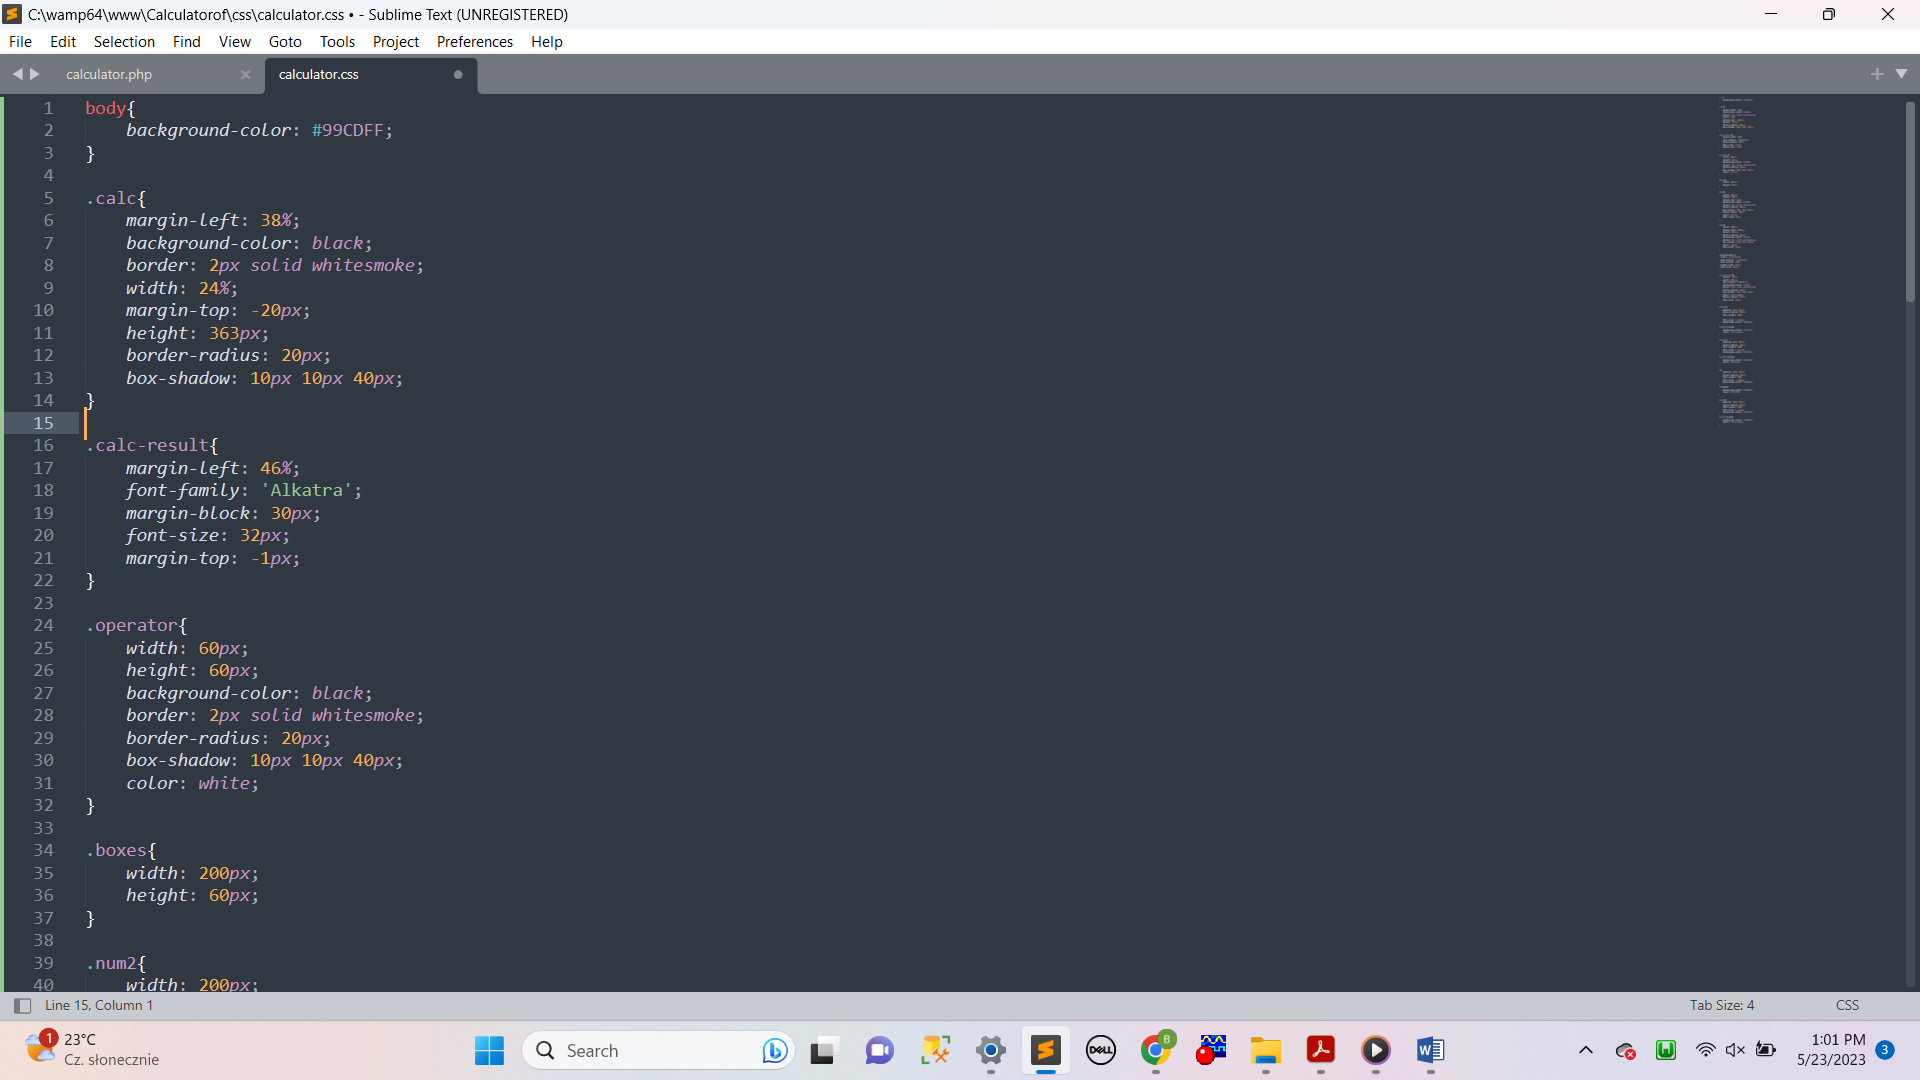 C:\wamp64\www\Calculatorof\css\calculator.css • - Sublime Text (UNREGISTERED)
File Edit Selection Find View Goto Tools Project Preferences Help
calculator.php calculator.css
1 body{
2 background-color: #99CDFF;
3 }
4
5 .calc{
6 margin-left: 38%;
7 background-color: black;
8 border: 2px solid whitesmoke;
9 width: 24%;
10 margin-top: -20px;
11 height: 363px;
12 border-radius: 20px;
13 box-shadow: 10px 10px 40px;
14 }
15
16 .calc-result{
17 margin-left: 46%;
18 font-family: 'Alkatra';
19 margin-block: 30px;
20 font-size: 32px;
21 margin-top: -1px;
22 }
23
24 .operator{
25 width: 60px;
26 height: 60px;
27 background-color: black;
28 border: 2px solid whitesmoke;
29 border-radius: 20px;
30 box-shadow: 10px 10px 40px;
31 color: white;
32 }
33
34 .boxes{
35 width: 200px;
36 height: 60px;
37 }
38
39 .num2{
40 width: 200px;
Line 15, Column 1 Tab Size: 4 CSS
1 23°C
Cz. słonecznie
Search
DELL
B
1:01 PM
5/23/2023 3